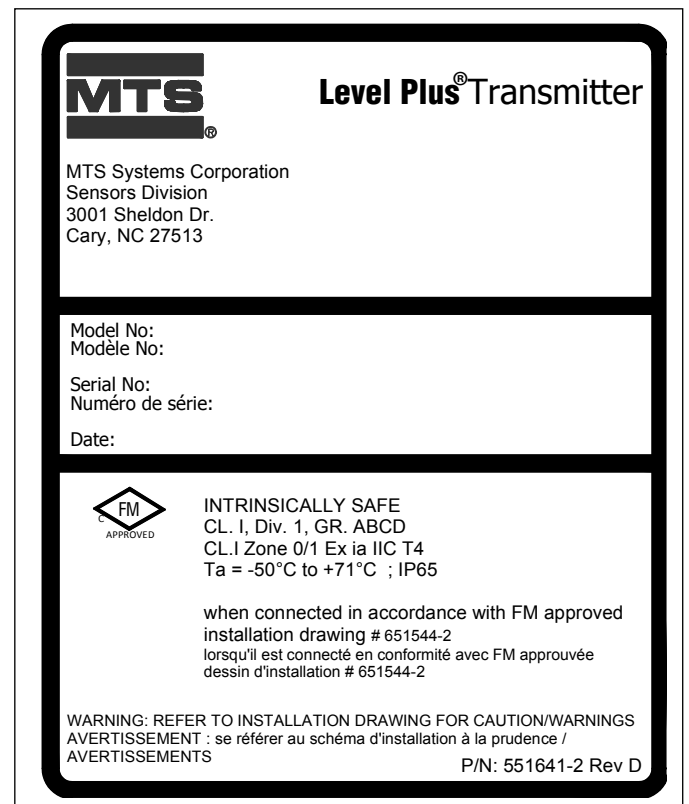 MTS
®
Level Plus® Transmitter
MTS Systems Corporation
Sensors Division
3001 Sheldon Dr.
Cary, NC 27513
Model No:
Modèle No:
Serial No:
Numéro de série:
Date:
FM
C
APPROVED
INTRINSICALLY SAFE
CL. I, Div. 1, GR. ABCD
CL.I Zone 0/1 Ex ia IIC T4
Ta = -50°C to +71°C ; IP65
when connected in accordance with FM approved
installation drawing # 651544-2
lorsqu'il est connecté en conformité avec FM approuvée
dessin d'installation # 651544-2
WARNING: REFER TO INSTALLATION DRAWING FOR CAUTION/WARNINGS
AVERTISSEMENT : se référer au schéma d'installation à la prudence /
AVERTISSEMENTS
P/N: 551641-2 Rev D